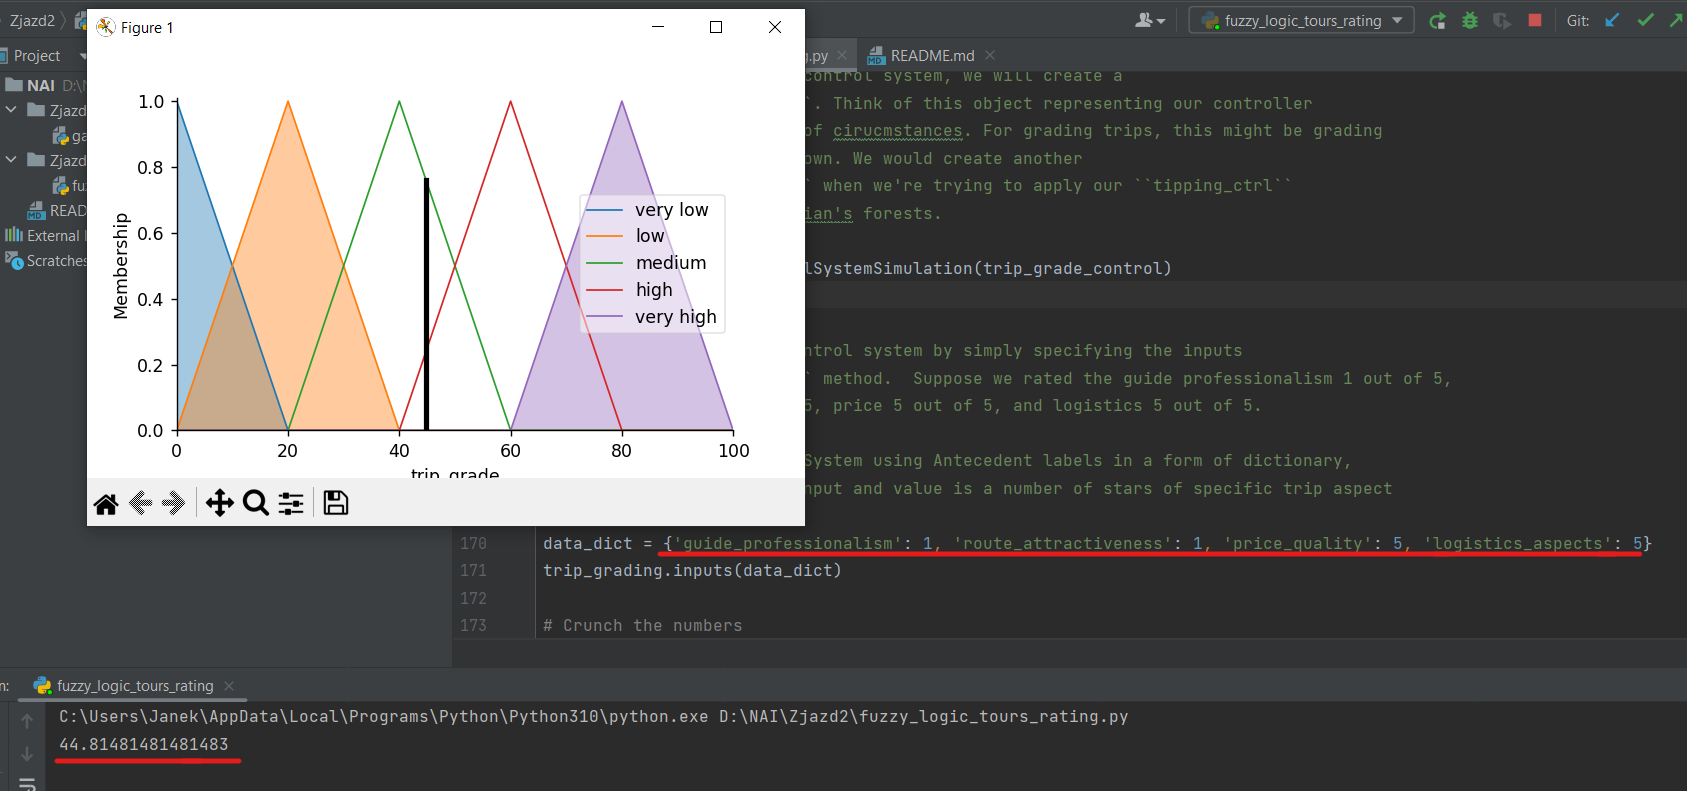 Zjazd2
Figure 1
fuzzy_logic_tours_rating
Git:
Project
.py
README.md
NAI D:\
Zjazd
ga
Zjazd
fuz
READ
External
Scratches
1.0
0.8
0.6
0.4
0.2
0.0
Membership
0 20 40 60 80 100
trip_grade
very low
low
medium
high
very high
control system, we will create a
`. Think of this object representing our controller
of cirucmstances. For grading trips, this might be grading
own. We would create another
` when we're trying to apply our ``tipping_ctrl``
ian's forests.
lSystemSimulation(trip_grade_control)
ntrol system by simply specifying the inputs
` method.  Suppose we rated the guide professionalism 1 out of 5,
5, price 5 out of 5, and logistics 5 out of 5.
System using Antecedent labels in a form of dictionary,
nput and value is a number of stars of specific trip aspect
170 data_dict = {'guide_professionalism': 1, 'route_attractiveness': 1, 'price_quality': 5, 'logistics_aspects': 5}
171 trip_grading.inputs(data_dict)
172
173 # Crunch the numbers
n: fuzzy_logic_tours_rating
C:\Users\Janek\AppData\Local\Programs\Python\Python310\python.exe D:\NAI\Zjazd2\fuzzy_logic_tours_rating.py
44.81481481481483